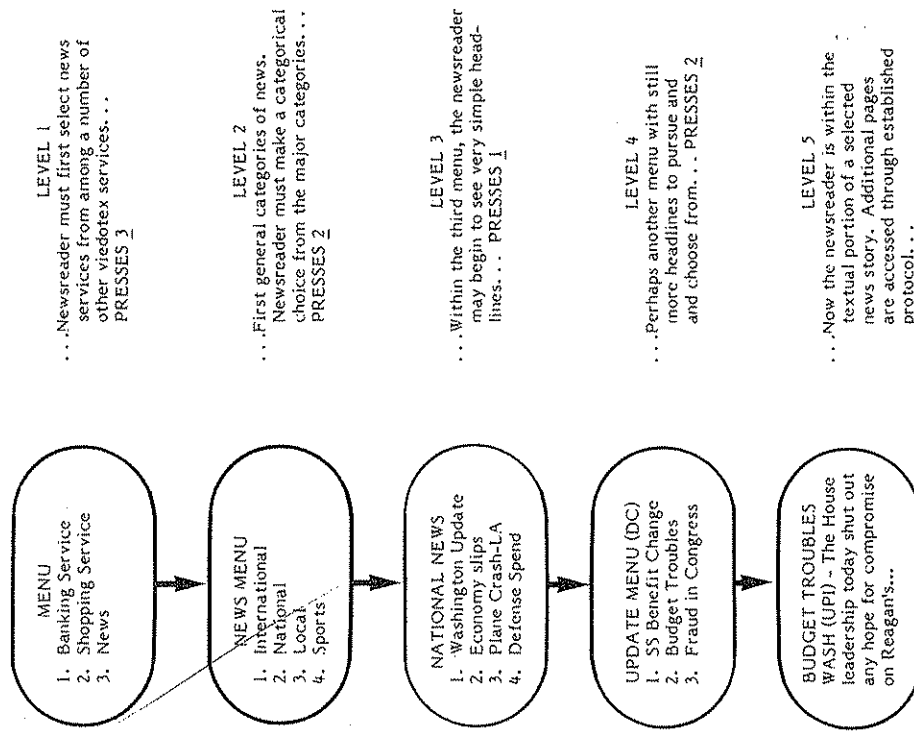 MENU
1. Banking Service
2. Shopping Service
3. News
LEVEL 1
...Newsreader must first select news
services from among a number of
other viedotex services...
PRESSES 3
NEWS MENU
1. International
2. National
3. Local
4. Sports
LEVEL 2
...First general categories of news.
Newsreader must make a categorical
choice from the major categories...
PRESSES 2
NATIONAL NEWS
1. Washington Update
2. Economy slips
3. Plane Crash-LA
4. Defense Spend
LEVEL 3
...Within the third menu, the newsreader
may begin to see very simple head-
lines... PRESSES 1
UPDATE MENU (DC)
1. SS Benefit Change
2. Budget Troubles
3. Fraud in Congress
LEVEL 4
...Perhaps another menu with still
more headlines to pursue and
and choose from... PRESSES 2
BUDGET TROUBLES
WASH (UPI) - The House
leadership today shut out
any hope for compromise
on Reagan's...
LEVEL 5
...Now the newsreader is within the
textual portion of a selected
news story. Additional pages
are accessed through established
protocol...